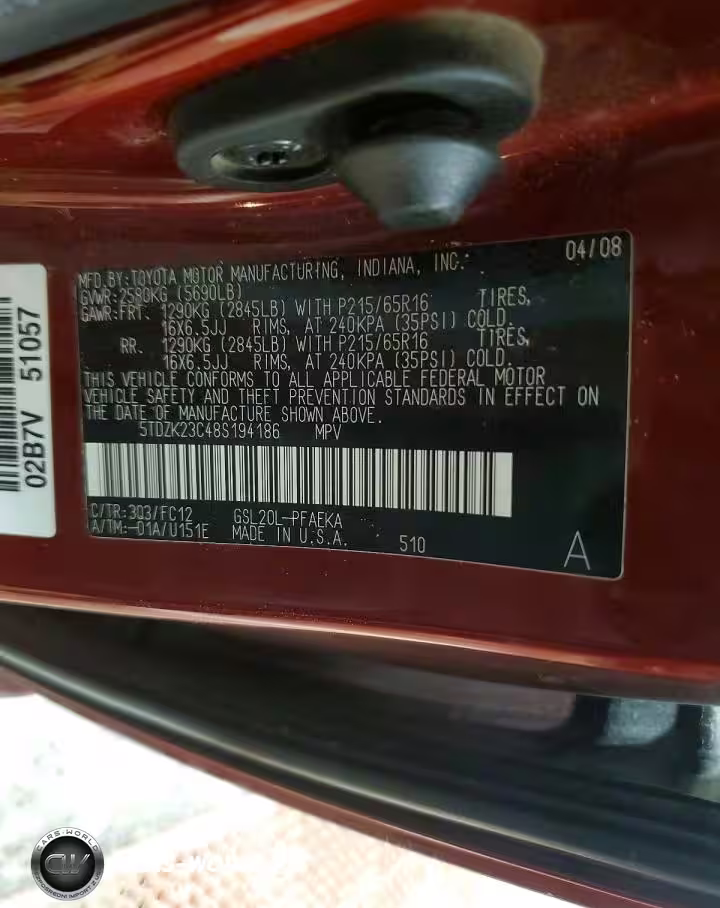 04/08
MFD.BY:TOYOTA MOTOR MANUFACTURING, INDIANA, INC.
GVWR:2580KG (5690LB)
GAWR:FRT. 1290KG (2845LB) WITH P215/65R16 TIRES,
16X6.5JJ RIMS, AT 240KPA (35PSI) COLD.
RR. 1290KG (2845LB) WITH P215/65R16 TIRES,
16X6.5JJ RIMS, AT 240KPA (35PSI) COLD.
THIS VEHICLE CONFORMS TO ALL APPLICABLE FEDERAL MOTOR
VEHICLE SAFETY AND THEFT PREVENTION STANDARDS IN EFFECT ON
THE DATE OF MANUFACTURE SHOWN ABOVE.
5TDZK23C48S194186 MPV
C/TR:3Q3/FC12 GSL20L-PFAEKA
A/TM:-01A/U151E MADE IN U.S.A. 510
A
02B7V 51057
CARS-WORLD
CW